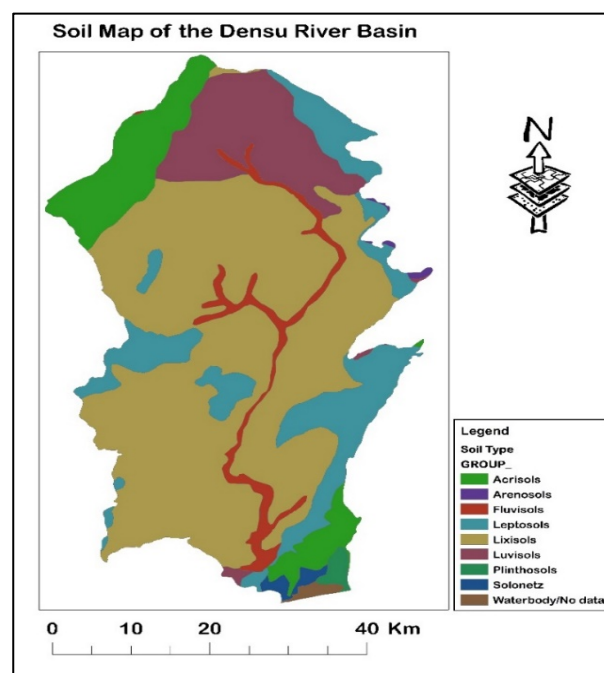 Soil Map of the Densu River Basin
N
Legend
Soil Type
GROUP_
Acrisols
Arenosols
Fluvisols
Leptosols
Lixisols
Luvisols
Plinthosols
Solonetz
Waterbody/No data
0 10 20 40 Km